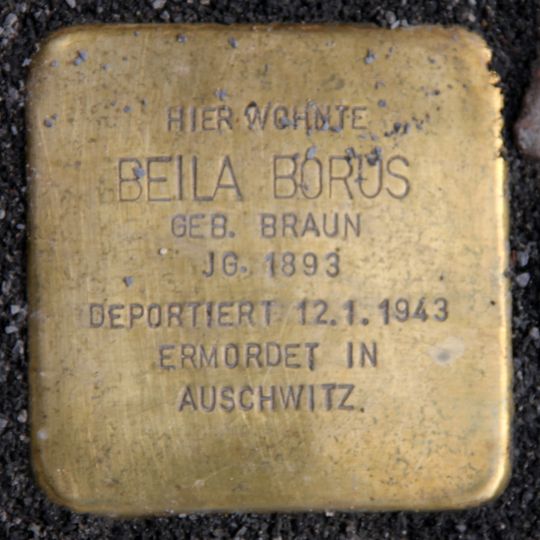 HIER WOHNTE
BEILA BORUS
GEB. BRAUN
JG. 1893
DEPORTIERT 12.1.1943
ERMORDET IN
AUSCHWITZ.